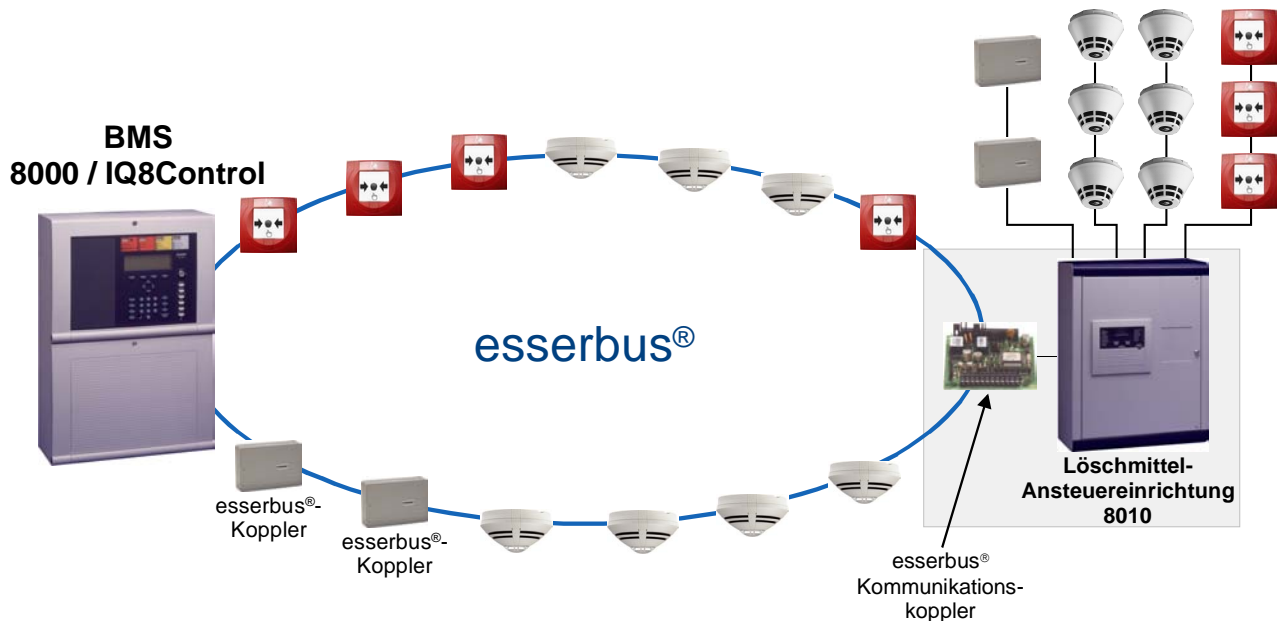 BMS
8000 / IQ8Control
esserbus®
esserbus®-
Koppler
esserbus®-
Koppler
Löschmittel-
Ansteuereinrichtung
8010
esserbus®
Kommunikations-
koppler